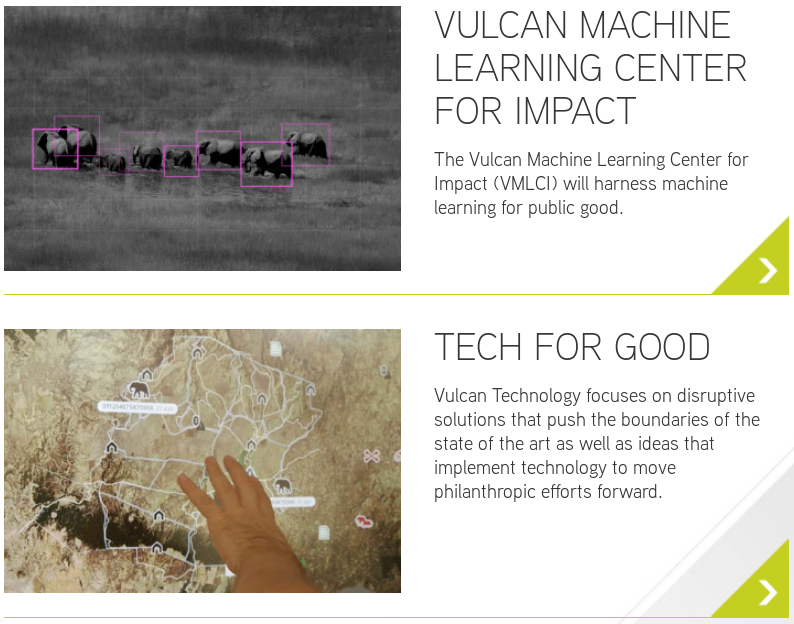 VULCAN MACHINE
LEARNING CENTER
FOR IMPACT
The Vulcan Machine Learning Center for
Impact (VMLCI) will harness machine
learning for public good.
TECH FOR GOOD
Vulcan Technology focuses on disruptive
solutions that push the boundaries of the
state of the art as well as ideas that
implement technology to move
philanthropic efforts forward.